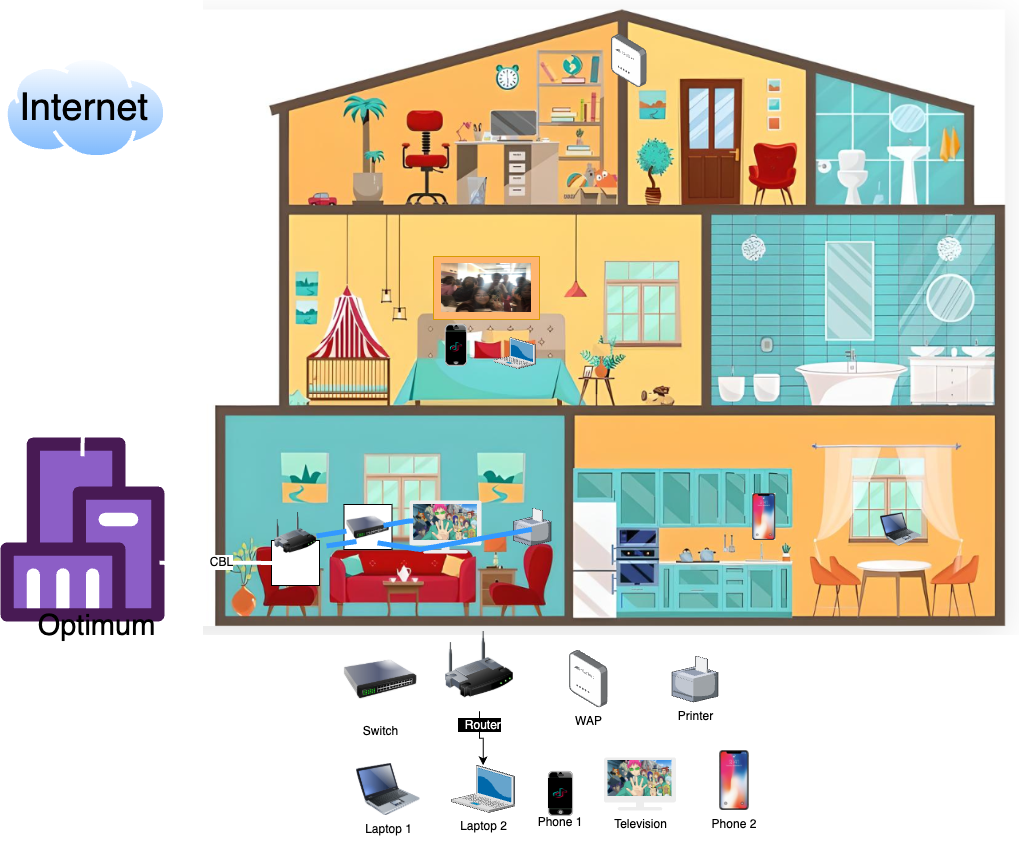 Internet
CBL
Optimum
Switch
Router
WAP
Printer
Laptop 1
Laptop 2
Phone 1
Television
Phone 2